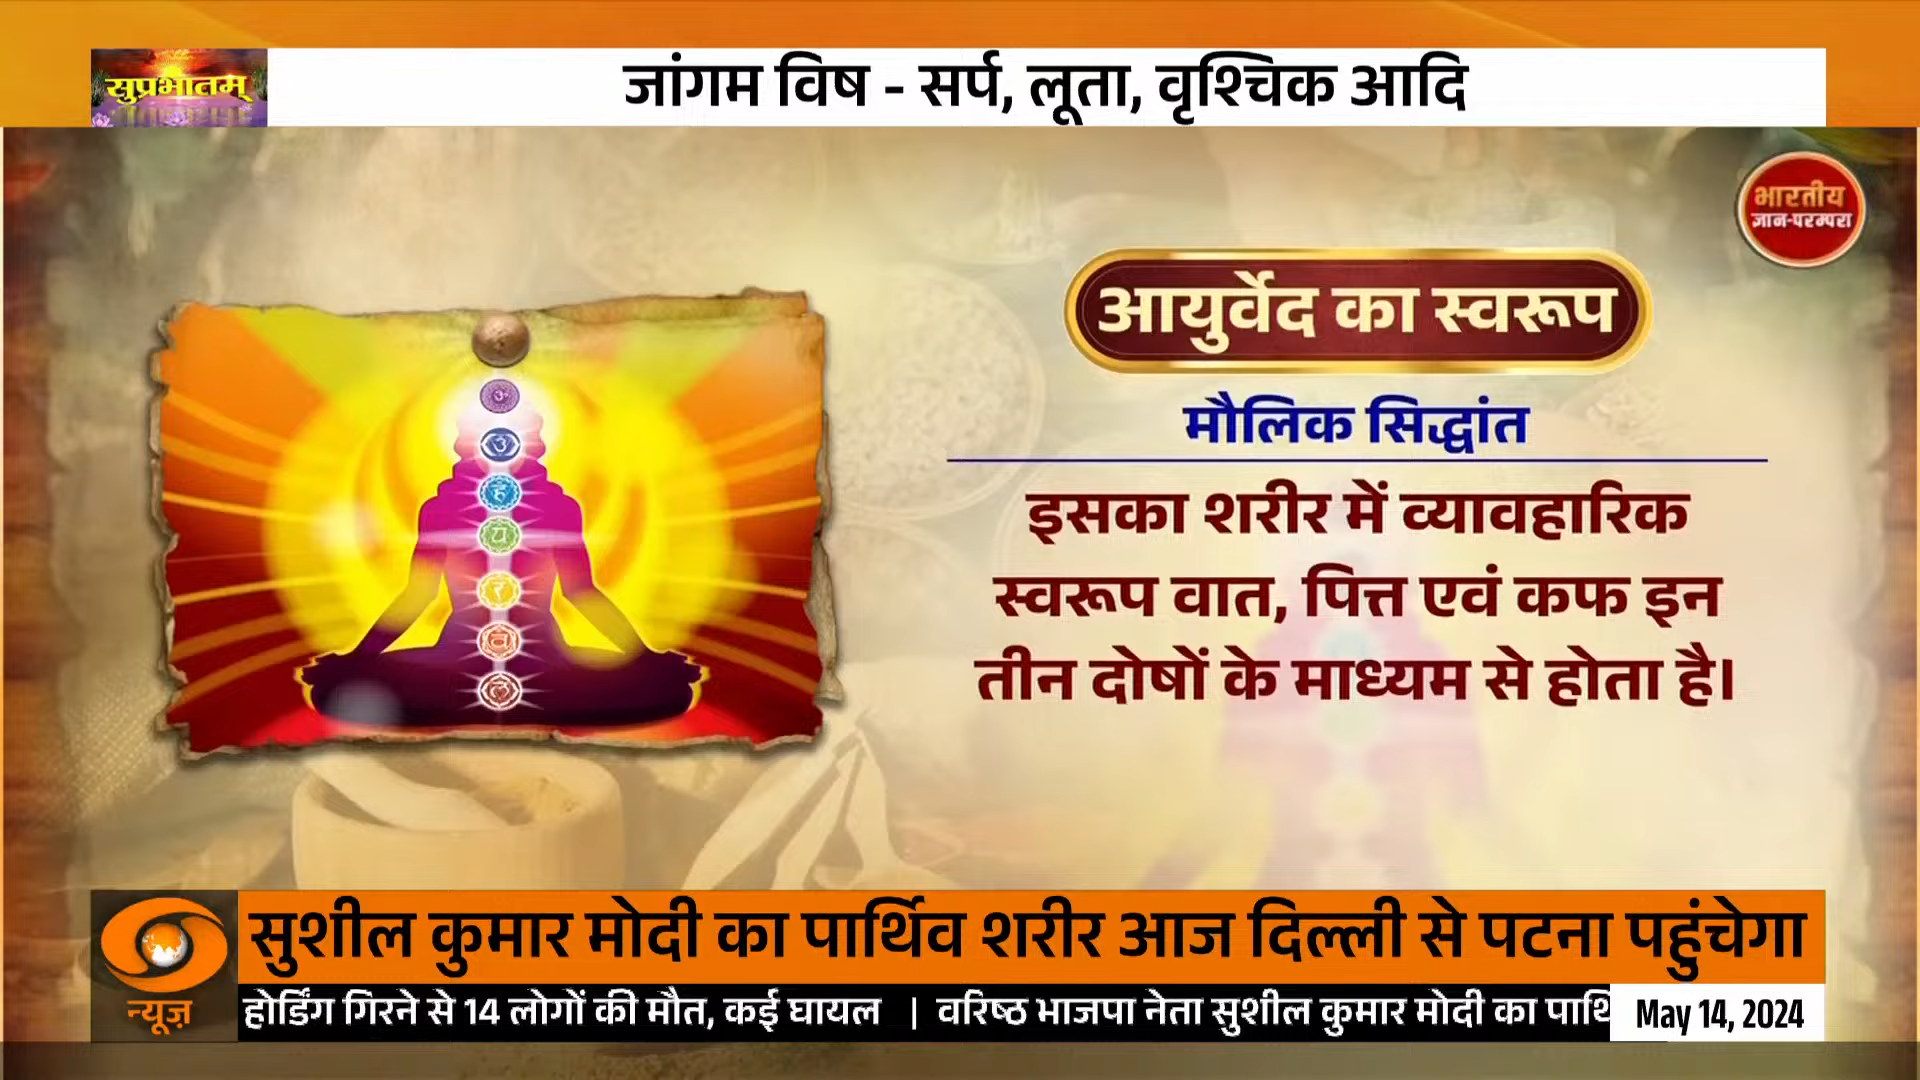 सुप्रभातम्
जांगम विष - सर्प, लूता, वृश्चिक आदि
भारतीय
ज्ञान-परम्परा
आयुर्वेद का स्वरूप
मौलिक सिद्धांत
इसका शरीर में व्यावहारिक
स्वरूप वात, पित्त एवं कफ इन
तीन दोषों के माध्यम से होता है।
सुशील कुमार मोदी का पार्थिव शरीर आज दिल्ली से पटना पहुंचेगा
न्यूज़
होर्डिंग गिरने से 14 लोगों की मौत, कई घायल | वरिष्ठ भाजपा नेता सुशील कुमार मोदी का पार्थि
May 14, 2024